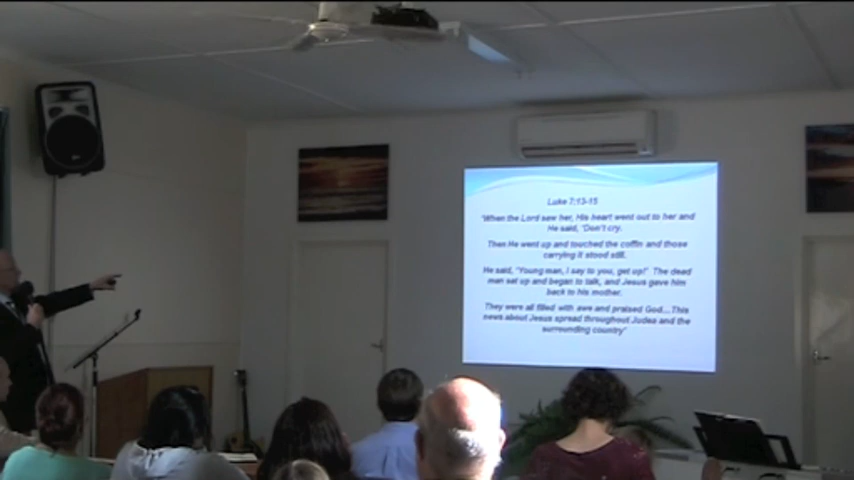 Luke 7:13-15
'When the Lord saw her, His heart went out to her and
He said, 'Don't cry.
Then He went up and touched the coffin and those
carrying it stood still.
He said, 'Young man, I say to you, get up!' The dead
man sat up and began to talk, and Jesus gave him
back to his mother.
They were all filled with awe and praised God...This
news about Jesus spread throughout Judea and the
surrounding country'